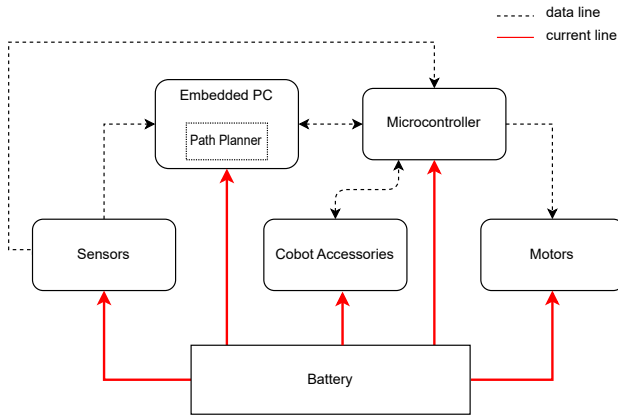 data line
current line
Embedded PC
Microcontroller
Path Planner
Sensors
Cobot Accessories
Motors
Battery